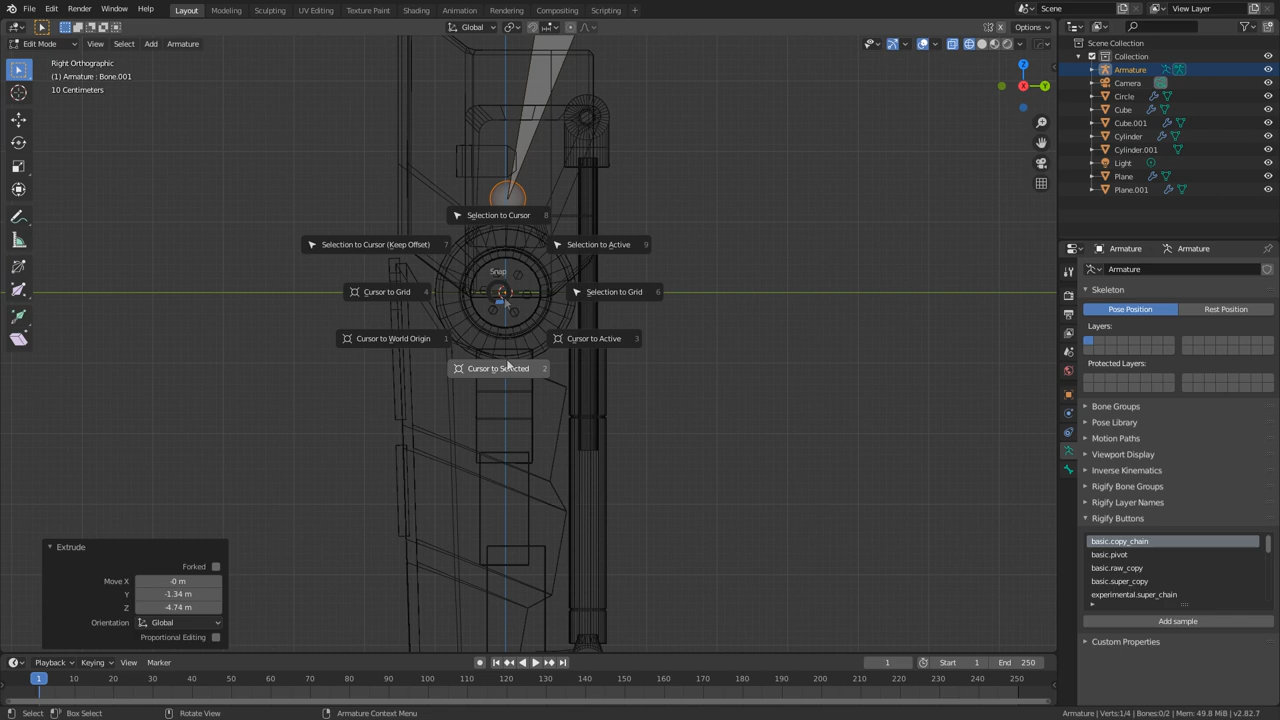 File Edit Render Window Help Layout Modeling Sculpting UV Editing Texture Paint Shading Animation Rendering Compositing Scripting + Scene View Layer
Global Options
Edit Mode View Select Add Armature
Right Orthographic
(1) Armature : Bone.001
10 Centimeters
Z
X Y
Selection to Cursor 8
Selection to Cursor (Keep Offset) 7
Selection to Active 9
Snap
Cursor to Grid 4
Selection to Grid 6
Cursor to World Origin 1
Cursor to Active 3
Cursor to Selected 2
Extrude
Forked
Move X -0 m
Y -1.34 m
Z -4.74 m
Orientation Global
Proportional Editing
Scene Collection
Collection
Armature
Camera
Circle
Cube
Cube.001
Cylinder
Cylinder.001
Light
Plane
Plane.001
Armature Armature
Armature
Skeleton
Pose Position Rest Position
Layers:
Protected Layers:
Bone Groups
Pose Library
Motion Paths
Viewport Display
Inverse Kinematics
Rigify Bone Groups
Rigify Layer Names
Rigify Buttons
basic.copy_chain
basic.pivot
basic.raw_copy
basic.super_copy
experimental.super_chain
Add sample
Custom Properties
Playback Keying View Marker 1 Start 1 End 250
1 10 20 30 40 50 60 70 80 90 100 110 120 130 140 150 160 170 180 190 200 210 220 230 240 250
Select Box Select Rotate View Armature Context Menu Armature | Verts:1/4 | Bones:0/2 | Mem: 49.8 MiB | v2.82.7